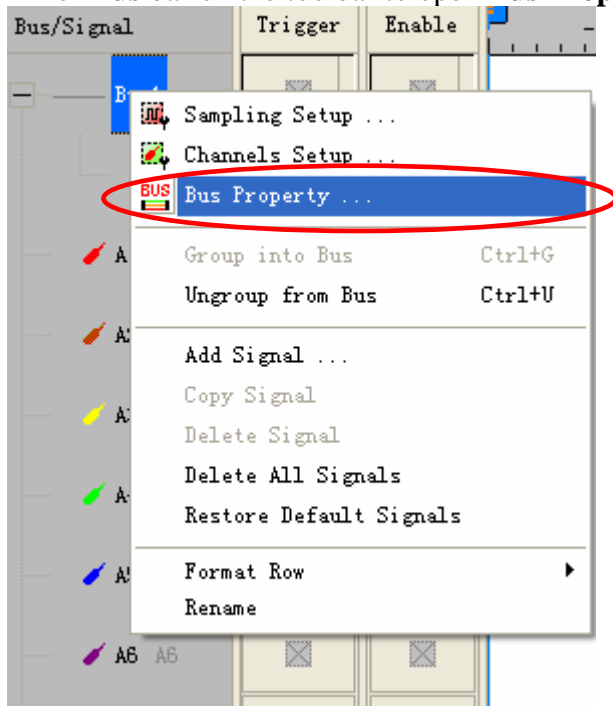 Bus/Signal Trigger Enable
Sampling Setup ...
Channels Setup ...
BUS Bus Property ...
A Group into Bus Ctrl+G
Ungroup from Bus Ctrl+U
Add Signal ...
Copy Signal
Delete Signal
Delete All Signals
Restore Default Signals
Format Row
Rename
A6 A6